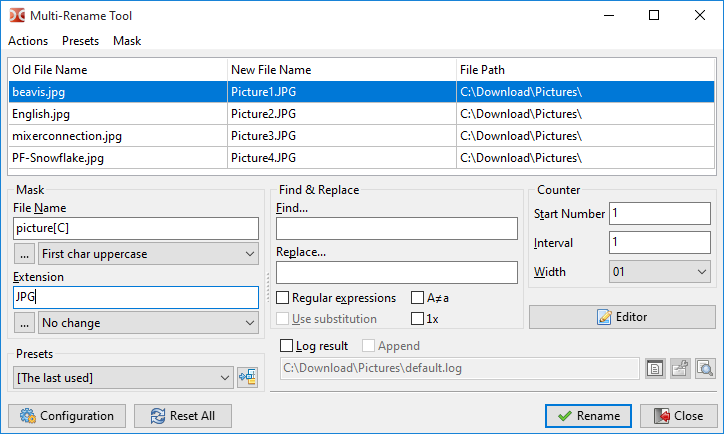 Multi-Rename Tool
Actions Presets Mask
Old File Name New File Name File Path
beavis.jpg Picture1.JPG C:\Download\Pictures\
English.jpg Picture2.JPG C:\Download\Pictures\
mixerconnection.jpg Picture3.JPG C:\Download\Pictures\
PF-Snowflake.jpg Picture4.JPG C:\Download\Pictures\
Mask
File Name
picture[C]
... First char uppercase
Extension
JPG
... No change
Presets
[The last used]
Find & Replace
Find...
Replace...
Regular expressions A≠a
Use substitution 1x
Counter
Start Number 1
Interval 1
Width 01
Editor
Log result Append
C:\Download\Pictures\default.log
Configuration Reset All Rename Close